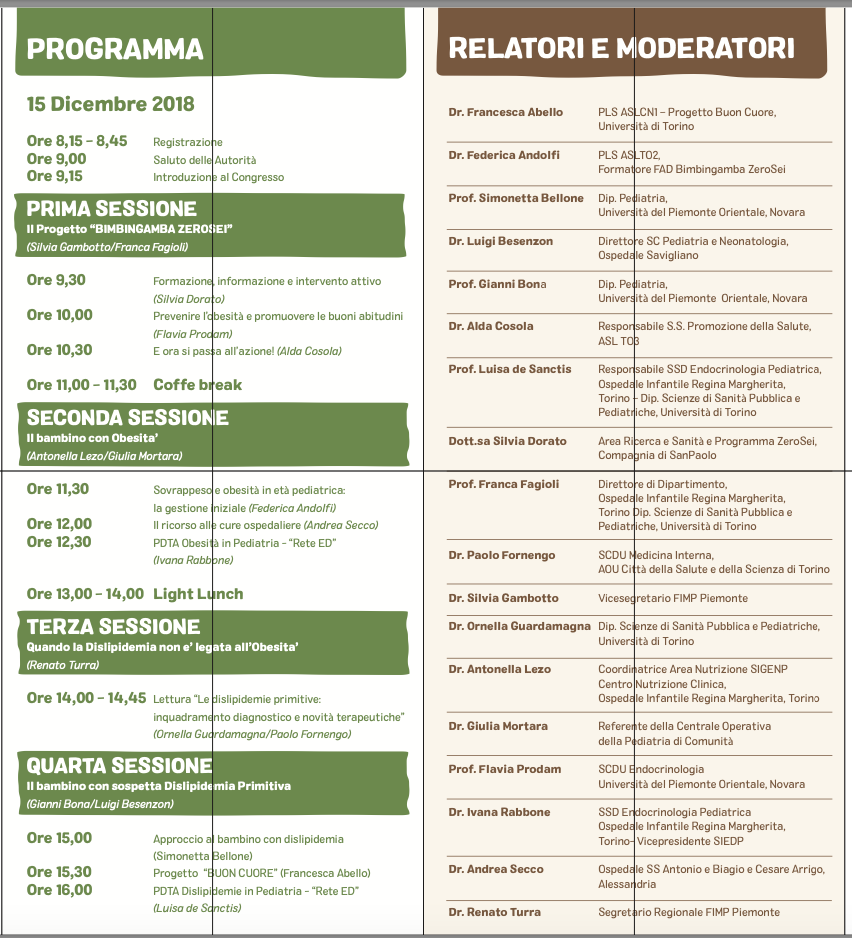 PROGRAMMA
15 Dicembre 2018
Ore 8,15 – 8,45 Registrazione
Ore 9,00 Saluto delle Autorità
Ore 9,15 Introduzione al Congresso
PRIMA SESSIONE
Il Progetto “BIMBINGAMBA ZEROSEI”
(Silvia Gambotto/Franca Fagioli)
Ore 9,30 Formazione, informazione e intervento attivo
(Silvia Dorato)
Ore 10,00 Prevenire l’obesità e promuovere le buoni abitudini
(Flavia Prodam)
Ore 10,30 E ora si passa all’azione! (Alda Cosola)
Ore 11,00 – 11,30 Coffe break
SECONDA SESSIONE
Il bambino con Obesita’
(Antonella Lezo/Giulia Mortara)
Ore 11,30 Sovrappeso e obesità in età pediatrica:
la gestione iniziale (Federica Andolfi)
Ore 12,00 Il ricorso alle cure ospedaliere (Andrea Secco)
Ore 12,30 PDTA Obesità in Pediatria - “Rete ED”
(Ivana Rabbone)
Ore 13,00 – 14,00 Light Lunch
TERZA SESSIONE
Quando la Dislipidemia non e’ legata all’Obesita’
(Renato Turra)
Ore 14,00 – 14,45 Lettura “Le dislipidemie primitive:
inquadramento diagnostico e novità terapeutiche”
(Ornella Guardamagna/Paolo Fornengo)
QUARTA SESSIONE
Il bambino con sospetta Dislipidemia Primitiva
(Gianni Bona/Luigi Besenzon)
Ore 15,00 Approccio al bambino con dislipidemia
(Simonetta Bellone)
Ore 15,30 Progetto “BUON CUORE” (Francesca Abello)
Ore 16,00 PDTA Dislipidemie in Pediatria - “Rete ED”
(Luisa de Sanctis)
RELATORI E MODERATORI
Dr. Francesca Abello PLS ASLCN1 – Progetto Buon Cuore,
Università di Torino
Dr. Federica Andolfi PLS ASLTO2,
Formatore FAD Bimbingamba ZeroSei
Prof. Simonetta Bellone Dip. Pediatria,
Università del Piemonte Orientale, Novara
Dr. Luigi Besenzon Direttore SC Pediatria e Neonatologia,
Ospedale Savigliano
Prof. Gianni Bona Dip. Pediatria,
Università del Piemonte Orientale, Novara
Dr. Alda Cosola Responsabile S.S. Promozione della Salute,
ASL TO3
Prof. Luisa de Sanctis Responsabile SSD Endocrinologia Pediatrica,
Ospedale Infantile Regina Margherita,
Torino – Dip. Scienze di Sanità Pubblica e
Pediatriche, Università di Torino
Dott.sa Silvia Dorato Area Ricerca e Sanità e Programma ZeroSei,
Compagnia di SanPaolo
Prof. Franca Fagioli Direttore di Dipartimento,
Ospedale Infantile Regina Margherita,
Torino Dip. Scienze di Sanità Pubblica e
Pediatriche, Università di Torino
Dr. Paolo Fornengo SCDU Medicina Interna,
AOU Città della Salute e della Scienza di Torino
Dr. Silvia Gambotto Vicesegretario FIMP Piemonte
Dr. Ornella Guardamagna Dip. Scienze di Sanità Pubblica e Pediatriche,
Università di Torino
Dr. Antonella Lezo Coordinatrice Area Nutrizione SIGENP
Centro Nutrizione Clinica,
Ospedale Infantile Regina Margherita, Torino
Dr. Giulia Mortara Referente della Centrale Operativa
della Pediatria di Comunità
Prof. Flavia Prodam SCDU Endocrinologia
Università del Piemonte Orientale, Novara
Dr. Ivana Rabbone SSD Endocrinologia Pediatrica
Ospedale Infantile Regina Margherita,
Torino- Vicepresidente SIEDP
Dr. Andrea Secco Ospedale SS Antonio e Biagio e Cesare Arrigo,
Alessandria
Dr. Renato Turra Segretario Regionale FIMP Piemonte